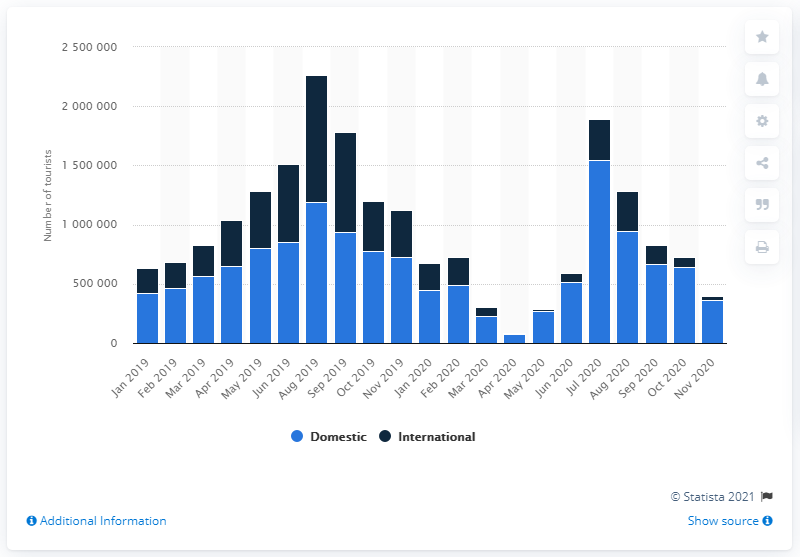 2 500 000
2 000 000
1 500 000
1 000 000
500 000
0
Number of tourists
Jan 2019
Feb 2019
Mar 2019
Apr 2019
May 2019
Jun 2019
Aug 2019
Sep 2019
Oct 2019
Nov 2019
Jan 2020
Feb 2020
Mar 2020
Apr 2020
May 2020
Jun 2020
Jul 2020
Aug 2020
Sep 2020
Oct 2020
Nov 2020
Domestic International
© Statista 2021
Additional Information Show source